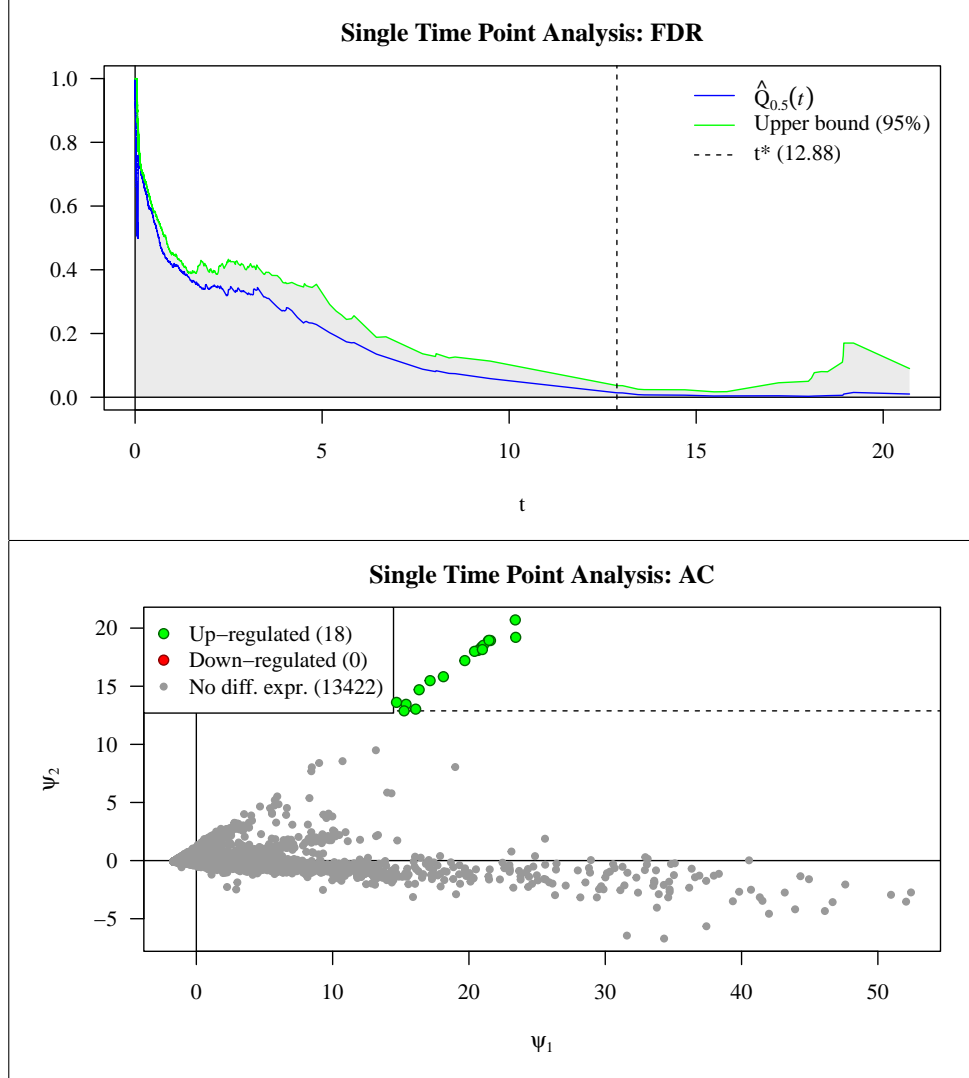 Single Time Point Analysis: FDR
1.0
0.8
0.6
0.4
0.2
0.0
Q̂0.5(t)
Upper bound (95%)
t* (12.88)
0 5 10 15 20
t
Single Time Point Analysis: AC
20
15
10
5
0
−5
ψ2
Up−regulated (18)
Down−regulated (0)
No diff. expr. (13422)
0 10 20 30 40 50
ψ1